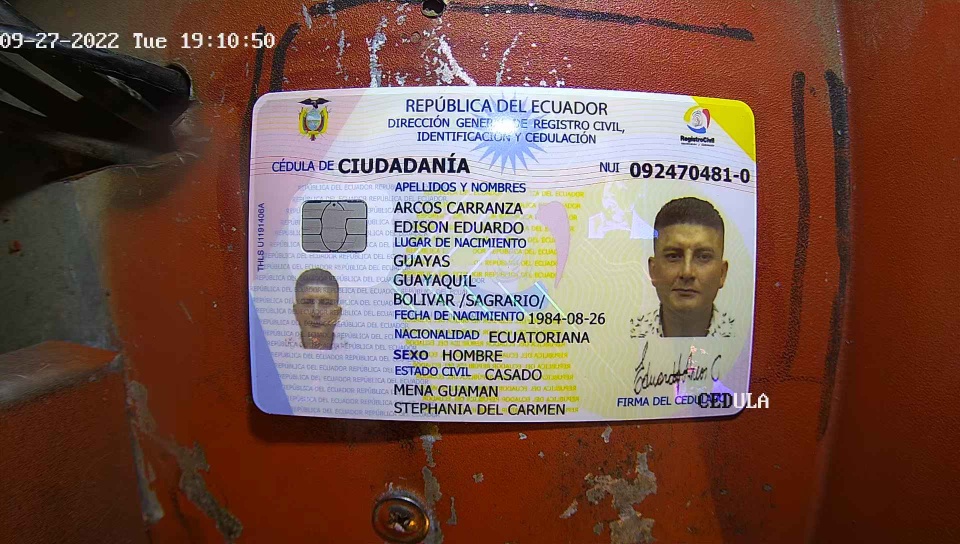 09-27-2022 Tue 19:10:50
REPÚBLICA DEL ECUADOR
DIRECCIÓN GENERAL DE REGISTRO CIVIL,
IDENTIFICACIÓN Y CEDULACIÓN
RegistroCivil
CÉDULA DE CIUDADANÍA
NUI 092470481-0
APELLIDOS Y NOMBRES
ARCOS CARRANZA
EDISON EDUARDO
LUGAR DE NACIMIENTO
GUAYAS
GUAYAQUIL
BOLIVAR /SAGRARIO/
FECHA DE NACIMIENTO 1984-08-26
NACIONALIDAD ECUATORIANA
SEXO HOMBRE
ESTADO CIVIL CASADO
MENA GUAMAN
STEPHANIA DEL CARMEN
THLS U1191406A
FIRMA DEL
CEDULA